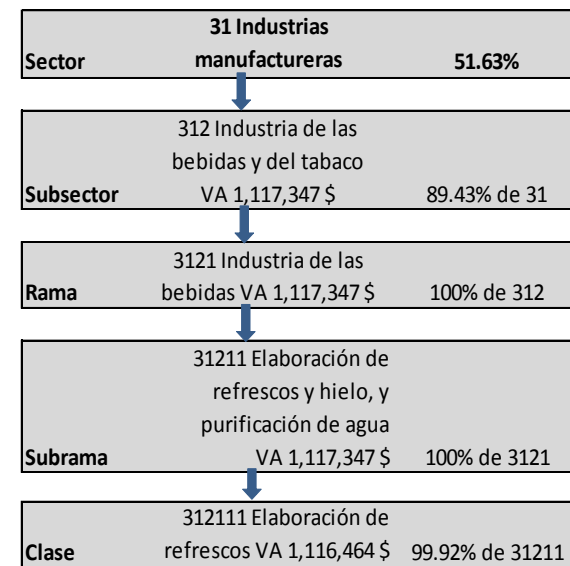 31 Industrias
Sector manufactureras 51.63%
312 Industria de las
bebidas y del tabaco
Subsector VA 1,117,347 $ 89.43% de 31
3121 Industria de las
Rama bebidas VA 1,117,347 $ 100% de 312
31211 Elaboración de
refrescos y hielo, y
purificación de agua
Subrama VA 1,117,347 $ 100% de 3121
312111 Elaboración de
Clase refrescos VA 1,116,464 $ 99.92% de 31211